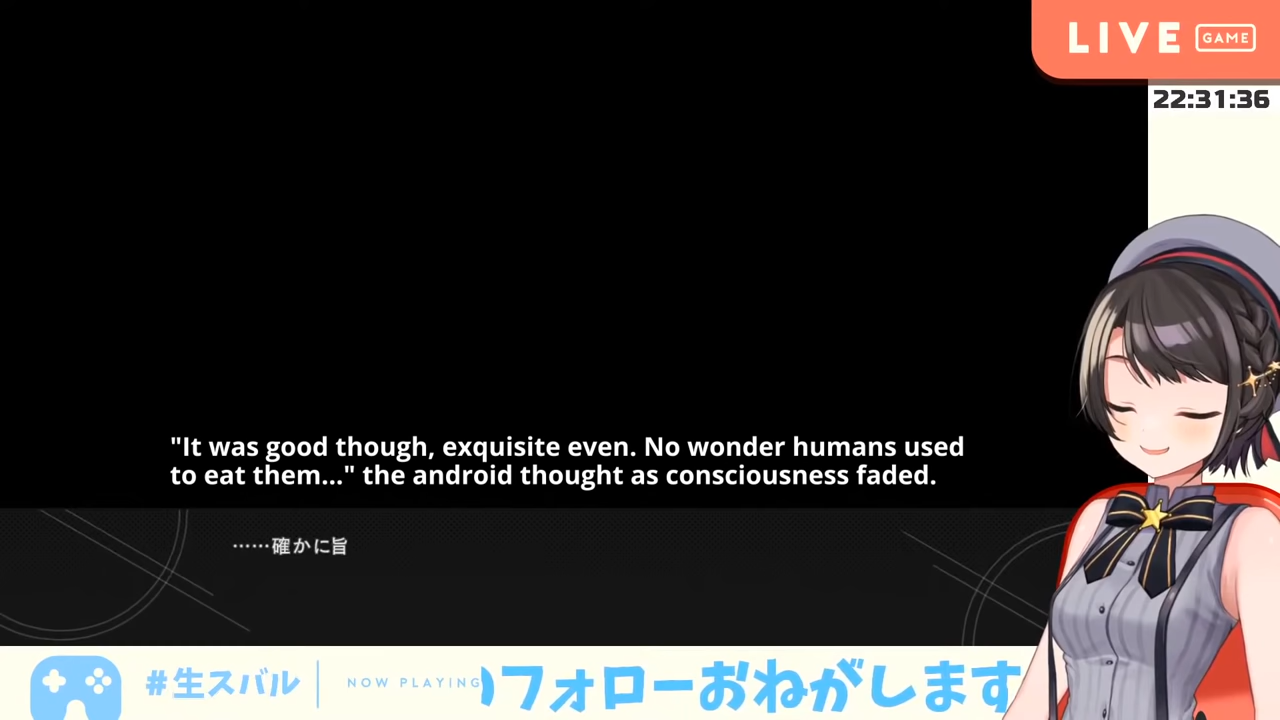 LIVE GAME
22:31:36
"It was good though, exquisite even. No wonder humans used
to eat them..." the android thought as consciousness faded.
……確かに旨
#生スバル
NOW PLAYING
)フォローおねがします